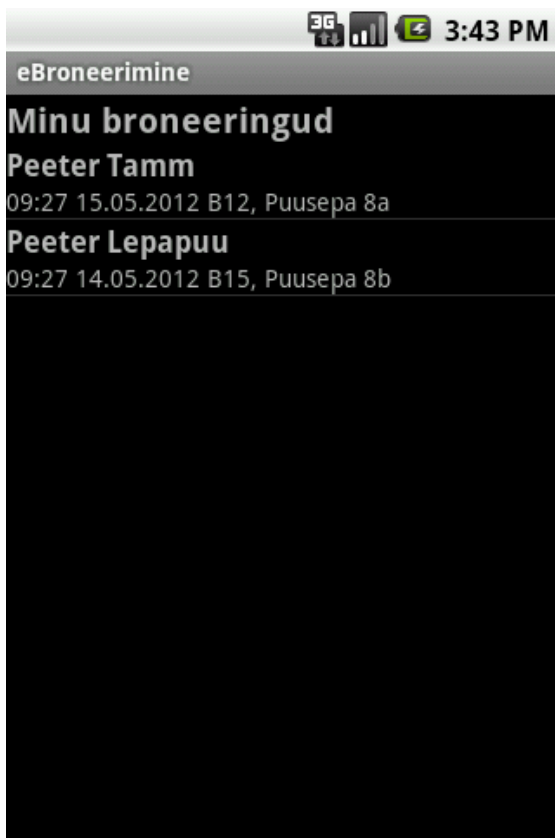 3G 3:43 PM
eBroneerimine
Minu broneeringud
Peeter Tamm
09:27 15.05.2012 B12, Puusepa 8a
Peeter Lepapuu
09:27 14.05.2012 B15, Puusepa 8b